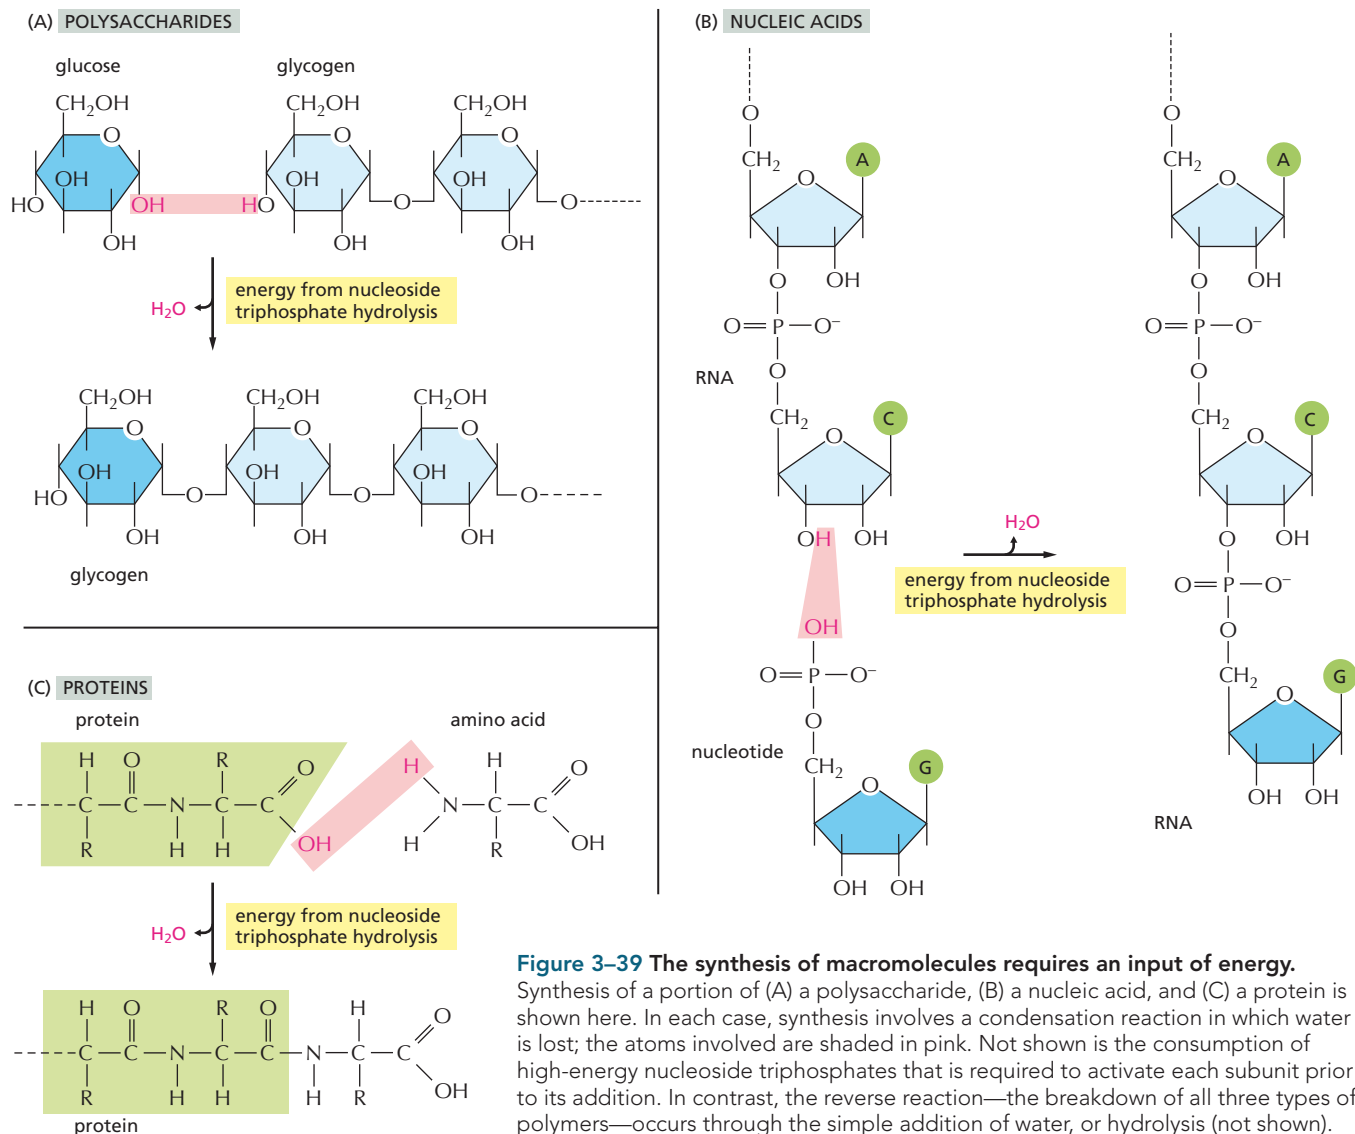 (A) POLYSACCHARIDES
glucose
glycogen
CH₂OH
CH₂OH
CH₂OH
O
O
O
OH
OH
OH
HO
OH
HO
O
O
OH
OH
OH
H₂O
energy from nucleoside
triphosphate hydrolysis
CH₂OH
CH₂OH
CH₂OH
O
O
O
OH
OH
OH
HO
O
O
O
OH
OH
OH
glycogen
(B) NUCLEIC ACIDS
O
CH₂
A
O
O
OH
O=P—O⁻
O
RNA
CH₂
C
O
OH
OH
OH
O=P—O⁻
O
nucleotide
CH₂
G
O
OH
OH
H₂O
energy from nucleoside
triphosphate hydrolysis
O
CH₂
A
O
O
OH
O=P—O⁻
O
CH₂
C
O
O
OH
O=P—O⁻
O
CH₂
G
O
OH
OH
RNA
(C) PROTEINS
protein
amino acid
H
O
R
O
H
H
O
C
C
N
C
C
N
C
C
R
H
H
OH
H
R
OH
H₂O
energy from nucleoside
triphosphate hydrolysis
H
O
R
O
H
O
C
C
N
C
C
N
C
C
R
H
H
H
R
OH
protein
Figure 3–39 The synthesis of macromolecules requires an input of energy.
Synthesis of a portion of (A) a polysaccharide, (B) a nucleic acid, and (C) a protein is
shown here. In each case, synthesis involves a condensation reaction in which water
is lost; the atoms involved are shaded in pink. Not shown is the consumption of
high-energy nucleoside triphosphates that is required to activate each subunit prior
to its addition. In contrast, the reverse reaction—the breakdown of all three types of
polymers—occurs through the simple addition of water, or hydrolysis (not shown).